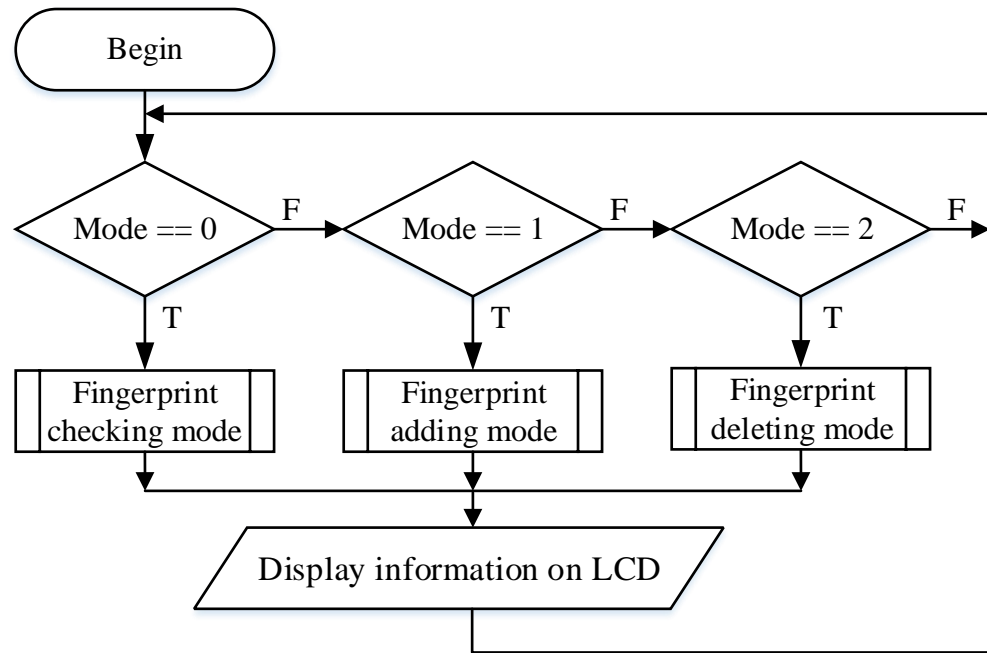 Begin
Mode == 0
F
Mode == 1
F
Mode == 2
F
T
T
T
Fingerprint
checking mode
Fingerprint
adding mode
Fingerprint
deleting mode
Display information on LCD